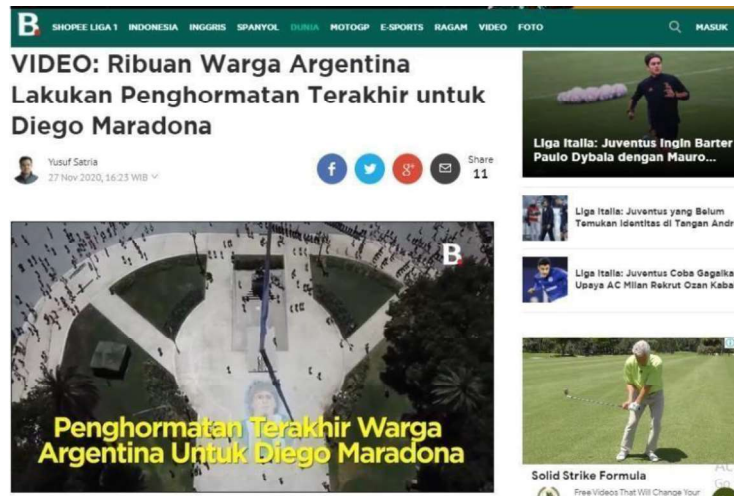 B.
SHOPEE LIGA 1 INDONESIA INGGRIS SPANYOL DUNIA MOTOGP E-SPORTS RAGAM VIDEO FOTO MASUK
VIDEO: Ribuan Warga Argentina
Lakukan Penghormatan Terakhir untuk
Diego Maradona
Yusuf Satria
27 Nov 2020, 16:23 WIB
Share
11
B.
Penghormatan Terakhir Warga
Argentina Untuk Diego Maradona
Liga Italia: Juventus Ingin Barter
Paulo Dybala dengan Mauro...
Liga Italia: Juventus yang Belum
Temukan Identitas di Tangan Andr
Liga Italia: Juventus Coba Gagalka
Upaya AC Milan Rekrut Ozan Kaba
Solid Strike Formula
Free Videos That Will Change Your